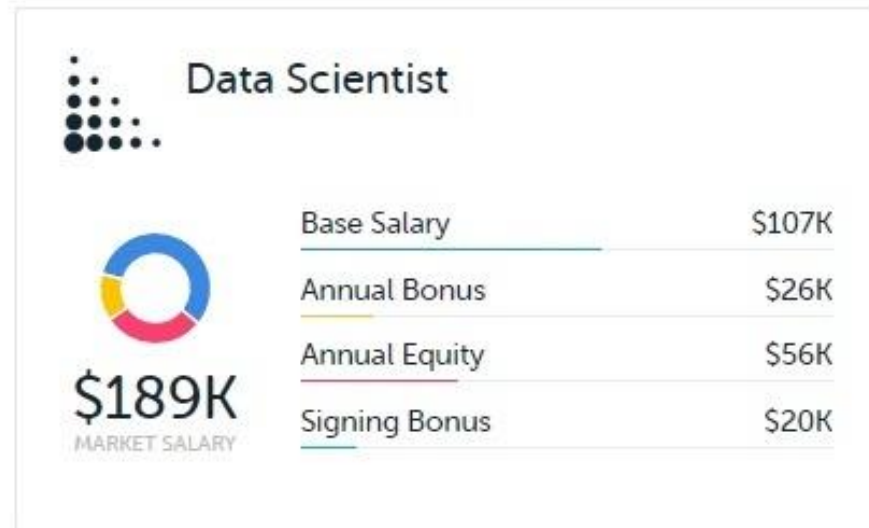 Data Scientist
Base Salary $107K
Annual Bonus $26K
Annual Equity $56K
Signing Bonus $20K
$189K
MARKET SALARY